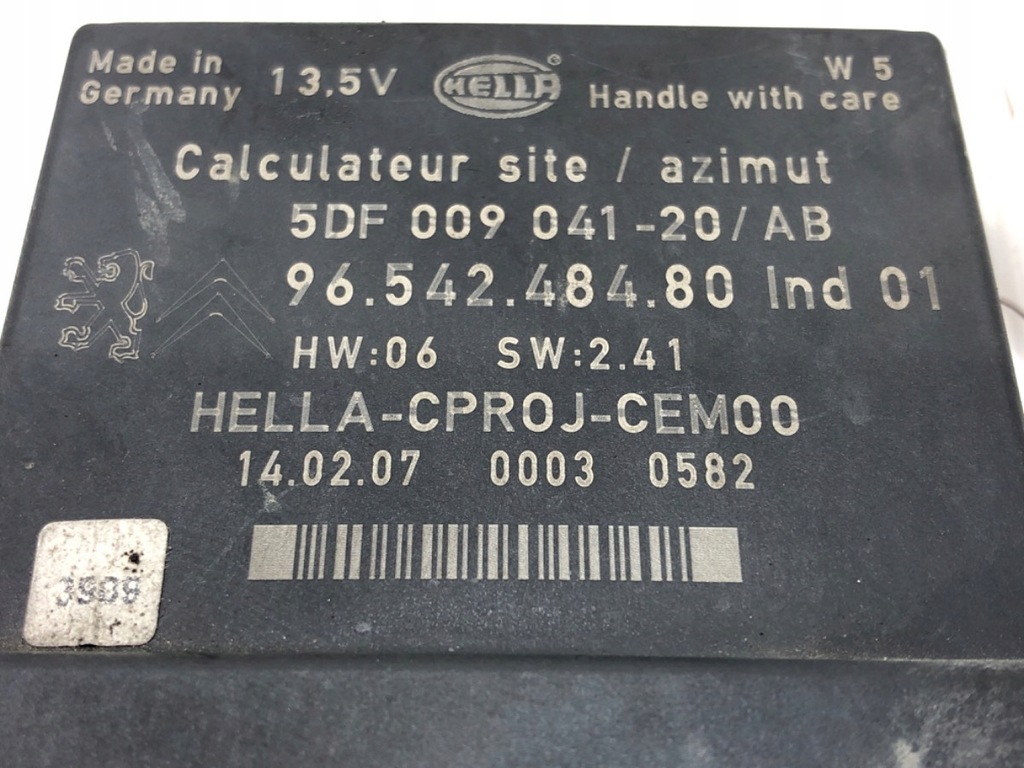 Made in
Germany
13,5V
HELLA®
W 5
Handle with care
Calculateur site / azimut
5DF 009 041-20/AB
96.542.484.80 Ind 01
HW:06 SW:2.41
HELLA-CPROJ-CEM00
14.02.07 0003 0582